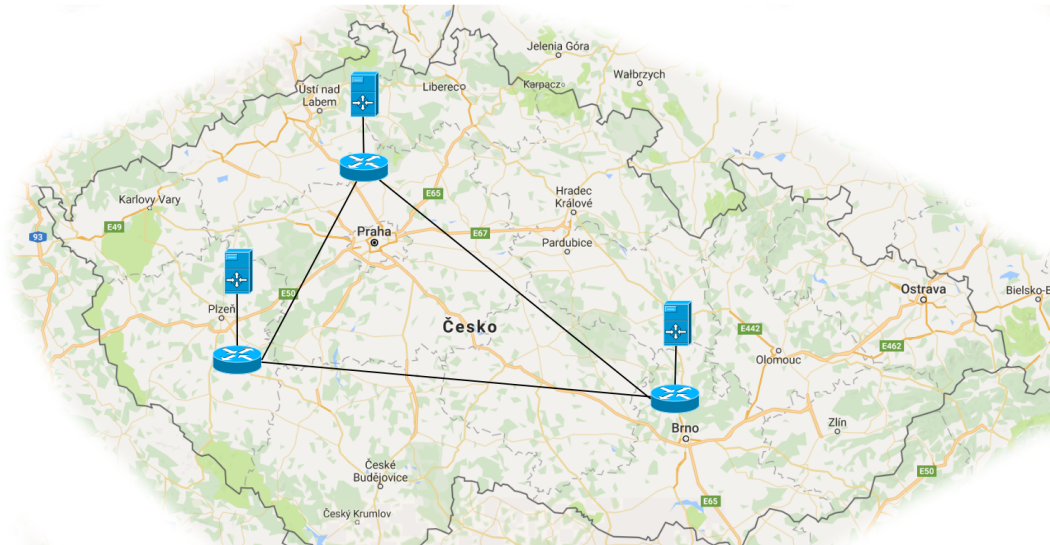 Jelenia Góra
Wałbrzych
Liberec
Karpacz
Ústí nad
Labem
Karlovy Vary
E65
Hradec
Králové
E49
93
Praha
E67
Pardubice
E50
Plzeň
Ostrava
Bielsko-B
Česko
E442
E462
Olomouc
Zlín
Brno
České
Budějovice
E50
E65
Český Krumlov